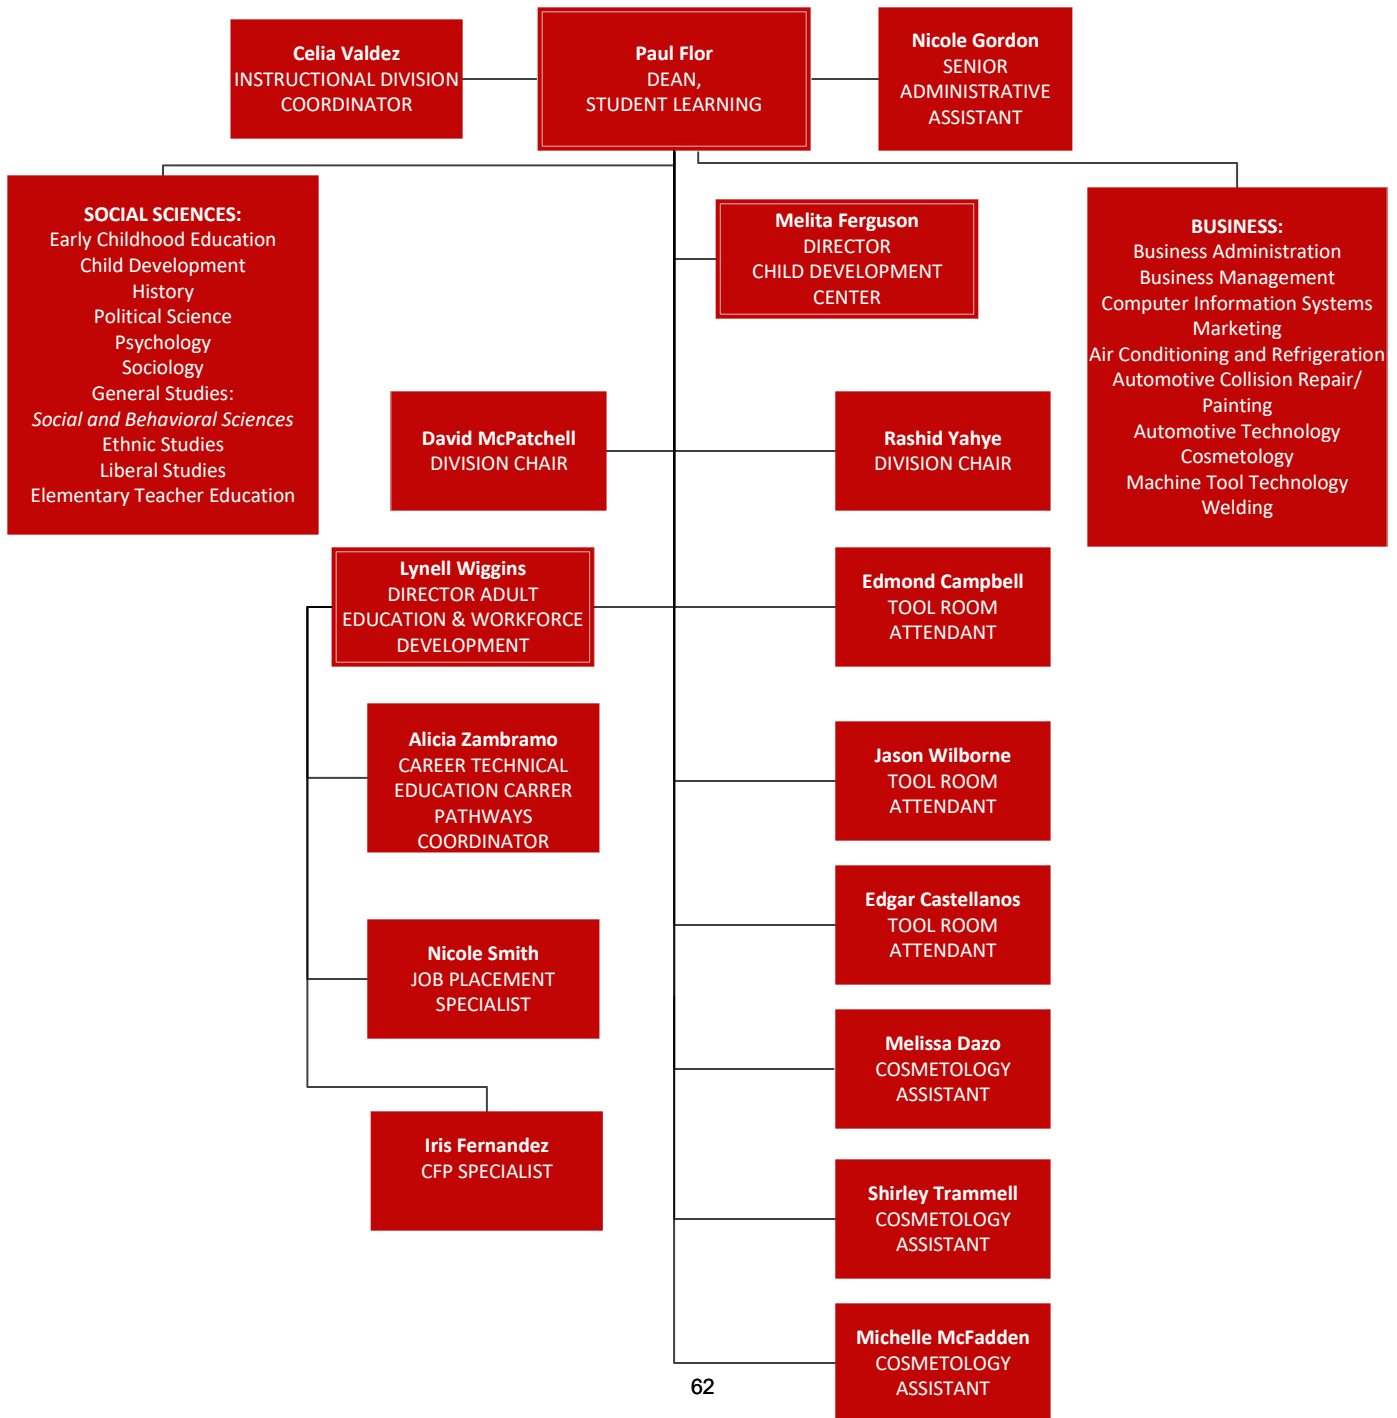 Celia Valdez
INSTRUCTIONAL DIVISION
COORDINATOR
Paul Flor
DEAN,
STUDENT LEARNING
Nicole Gordon
SENIOR
ADMINISTRATIVE
ASSISTANT
SOCIAL SCIENCES:
Early Childhood Education
Child Development
History
Political Science
Psychology
Sociology
General Studies:
Social and Behavioral Sciences
Ethnic Studies
Liberal Studies
Elementary Teacher Education
Melita Ferguson
DIRECTOR
CHILD DEVELOPMENT
CENTER
BUSINESS:
Business Administration
Business Management
Computer Information Systems
Marketing
Air Conditioning and Refrigeration
Automotive Collision Repair/
Painting
Automotive Technology
Cosmetology
Machine Tool Technology
Welding
David McPatchell
DIVISION CHAIR
Rashid Yahye
DIVISION CHAIR
Lynell Wiggins
DIRECTOR ADULT
EDUCATION & WORKFORCE
DEVELOPMENT
Edmond Campbell
TOOL ROOM
ATTENDANT
Alicia Zambramo
CAREER TECHNICAL
EDUCATION CARRER
PATHWAYS
COORDINATOR
Jason Wilborne
TOOL ROOM
ATTENDANT
Edgar Castellanos
TOOL ROOM
ATTENDANT
Nicole Smith
JOB PLACEMENT
SPECIALIST
Melissa Dazo
COSMETOLOGY
ASSISTANT
Iris Fernandez
CFP SPECIALIST
Shirley Trammell
COSMETOLOGY
ASSISTANT
Michelle McFadden
COSMETOLOGY
ASSISTANT
62